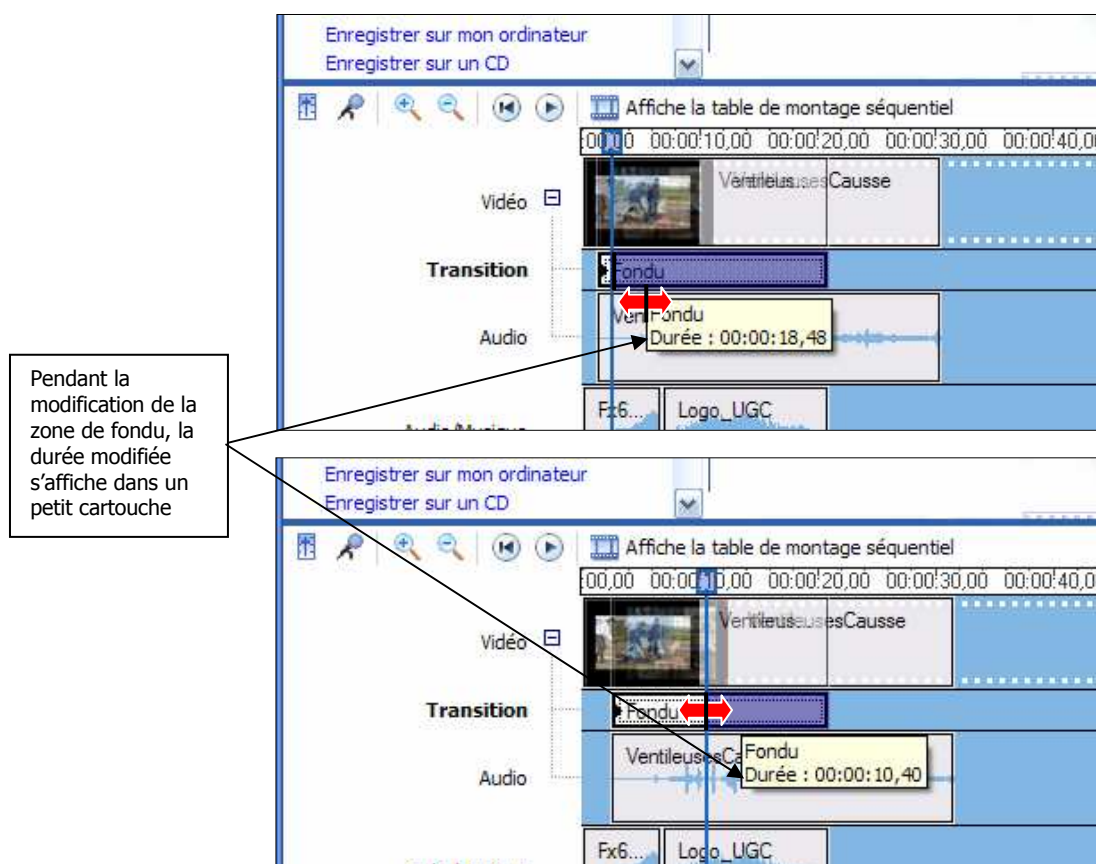 Enregistrer sur mon ordinateur
Enregistrer sur un CD
Affiche la table de montage séquentiel
00:00:10,00 00:00:20,00 00:00:30,00 00:00:40,0
Vidéo
Causse
Transition
Fondu
Fondu
Durée : 00:00:18,48
Audio
Fx6... Logo_UGC
Pendant la
modification de la
zone de fondu, la
durée modifiée
s’affiche dans un
petit cartouche
Enregistrer sur mon ordinateur
Enregistrer sur un CD
Affiche la table de montage séquentiel
:00,00 00:00:10,00 00:00:20,00 00:00:30,00 00:00:40,0
Vidéo
esCausse
Transition
Fondu
VentileusesCa
Fondu
Durée : 00:00:10,40
Audio
Fx6... Logo_UGC